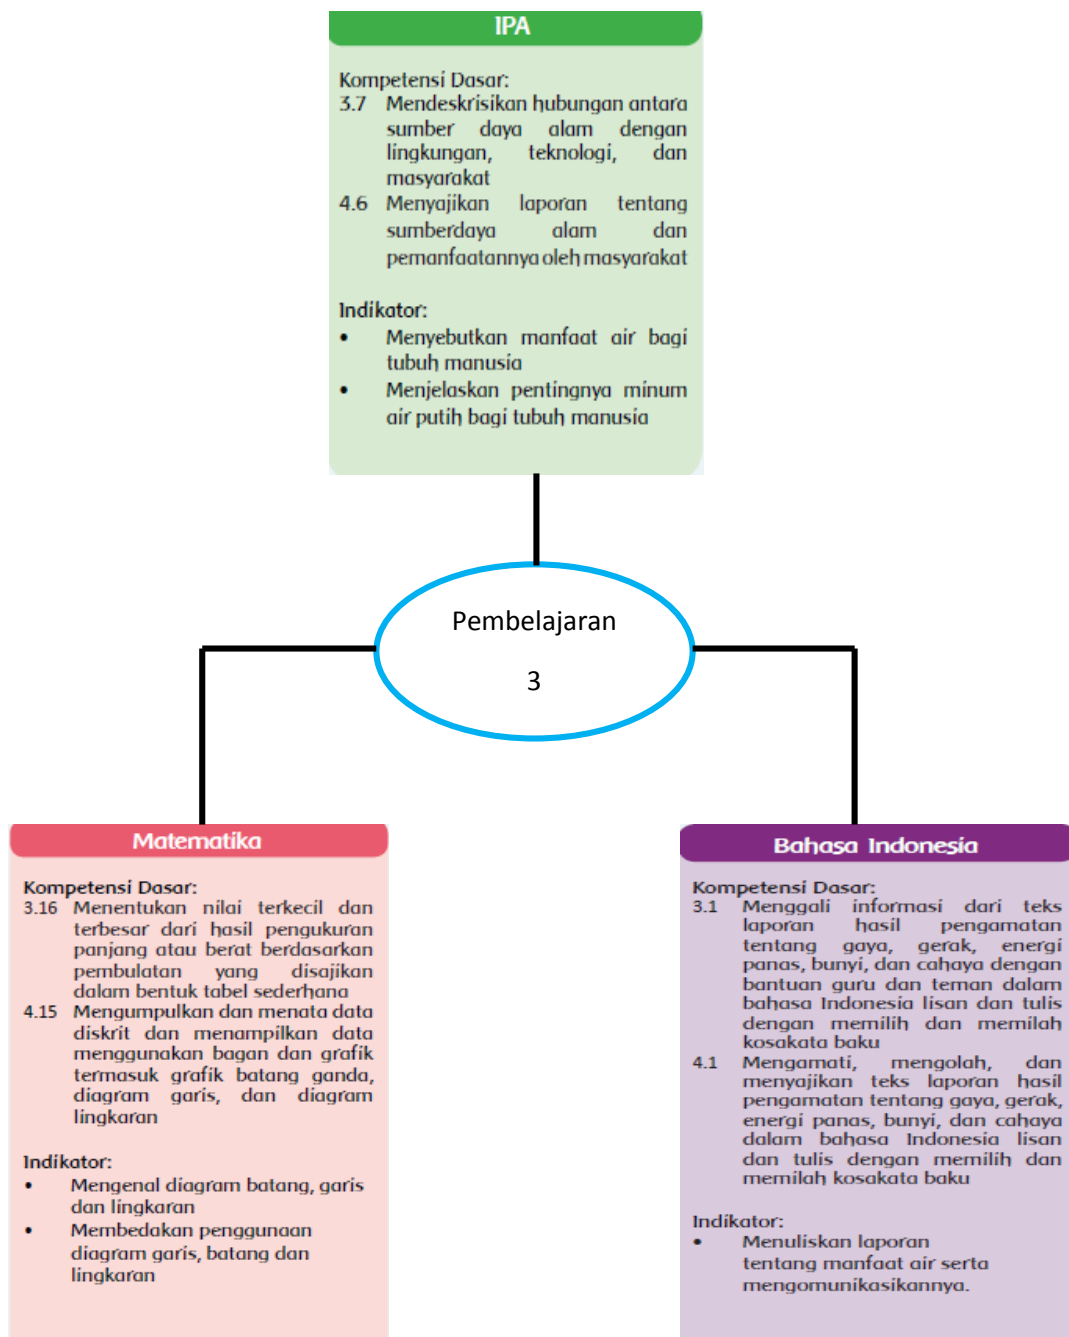 IPA
Kompetensi Dasar:
3.7 Mendeskrisikan hubungan antara
sumber daya alam dengan
lingkungan, teknologi, dan
masyarakat
4.6 Menyajikan laporan tentang
sumberdaya alam dan
pemanfaatannya oleh masyarakat
Indikator:
• Menyebutkan manfaat air bagi
tubuh manusia
• Menjelaskan pentingnya minum
air putih bagi tubuh manusia
Pembelajaran
3
Matematika
Kompetensi Dasar:
3.16 Menentukan nilai terkecil dan
terbesar dari hasil pengukuran
panjang atau berat berdasarkan
pembulatan yang disajikan
dalam bentuk tabel sederhana
4.15 Mengumpulkan dan menata data
diskrit dan menampilkan data
menggunakan bagan dan grafik
termasuk grafik batang ganda,
diagram garis, dan diagram
lingkaran
Indikator:
• Mengenal diagram batang, garis
dan lingkaran
• Membedakan penggunaan
diagram garis, batang dan
lingkaran
Bahasa Indonesia
Kompetensi Dasar:
3.1 Menggali informasi dari teks
laporan hasil pengamatan
tentang gaya, gerak, energi
panas, bunyi, dan cahaya dengan
bantuan guru dan teman dalam
bahasa Indonesia lisan dan tulis
dengan memilih dan memilah
kosakata baku
4.1 Mengamati, mengolah, dan
menyajikan teks laporan hasil
pengamatan tentang gaya, gerak,
energi panas, bunyi, dan cahaya
dalam bahasa Indonesia lisan
dan tulis dengan memilih dan
memilah kosakata baku
Indikator:
• Menuliskan laporan
tentang manfaat air serta
mengomunikasikannya.